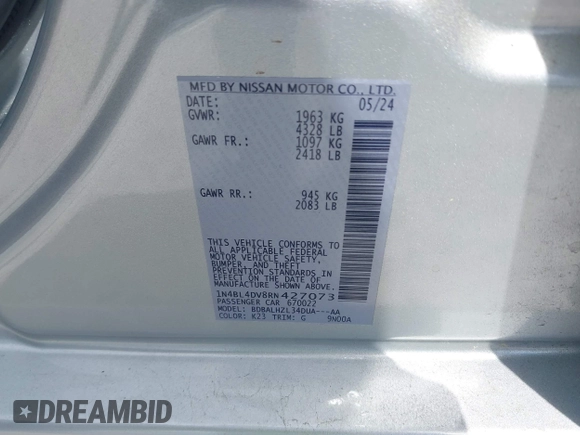 MFD BY NISSAN MOTOR CO., LTD.
DATE: 05/24
GVWR: 1963 KG
4328 LB
GAWR FR.: 1097 KG
2418 LB
GAWR RR.: 945 KG
2083 LB
THIS VEHICLE CONFORMS TO
ALL APPLICABLE FEDERAL
MOTOR VEHICLE SAFETY,
BUMPER, AND THEFT
PREVENTION STANDARDS IN
EFFECT ON THE DATE OF
MANUFACTURE SHOWN ABOVE.
1N4BL4DV8RN427073
PASSENGER CAR 670022
MODEL: BDBALHZL34DUA---AA
COLOR: K23 TRIM: G 9N00A
DREAMBID